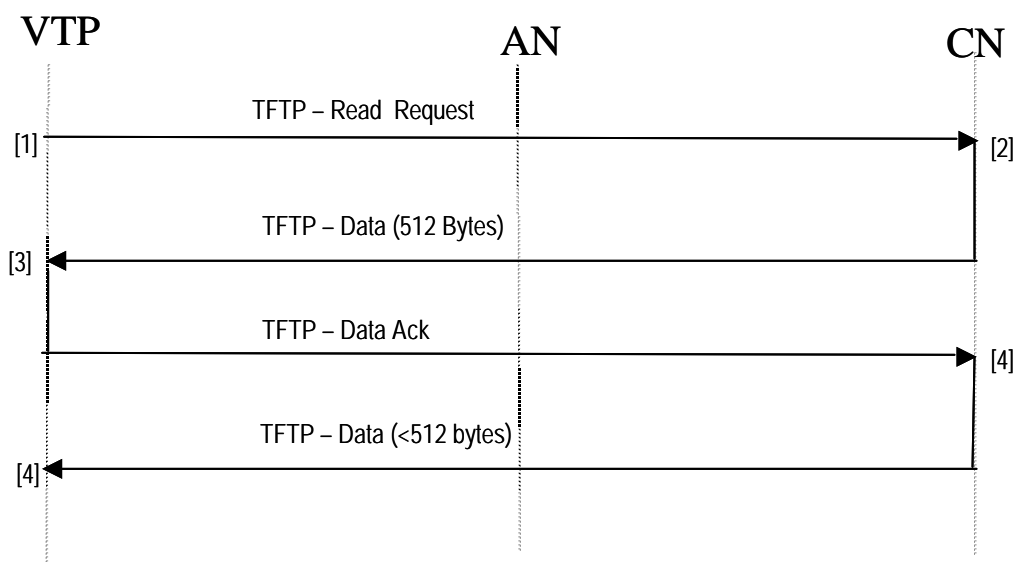 VTP AN CN
TFTP – Read Request
[1] [2]
TFTP – Data (512 Bytes)
[3]
TFTP – Data Ack
[4]
TFTP – Data (<512 bytes)
[4]